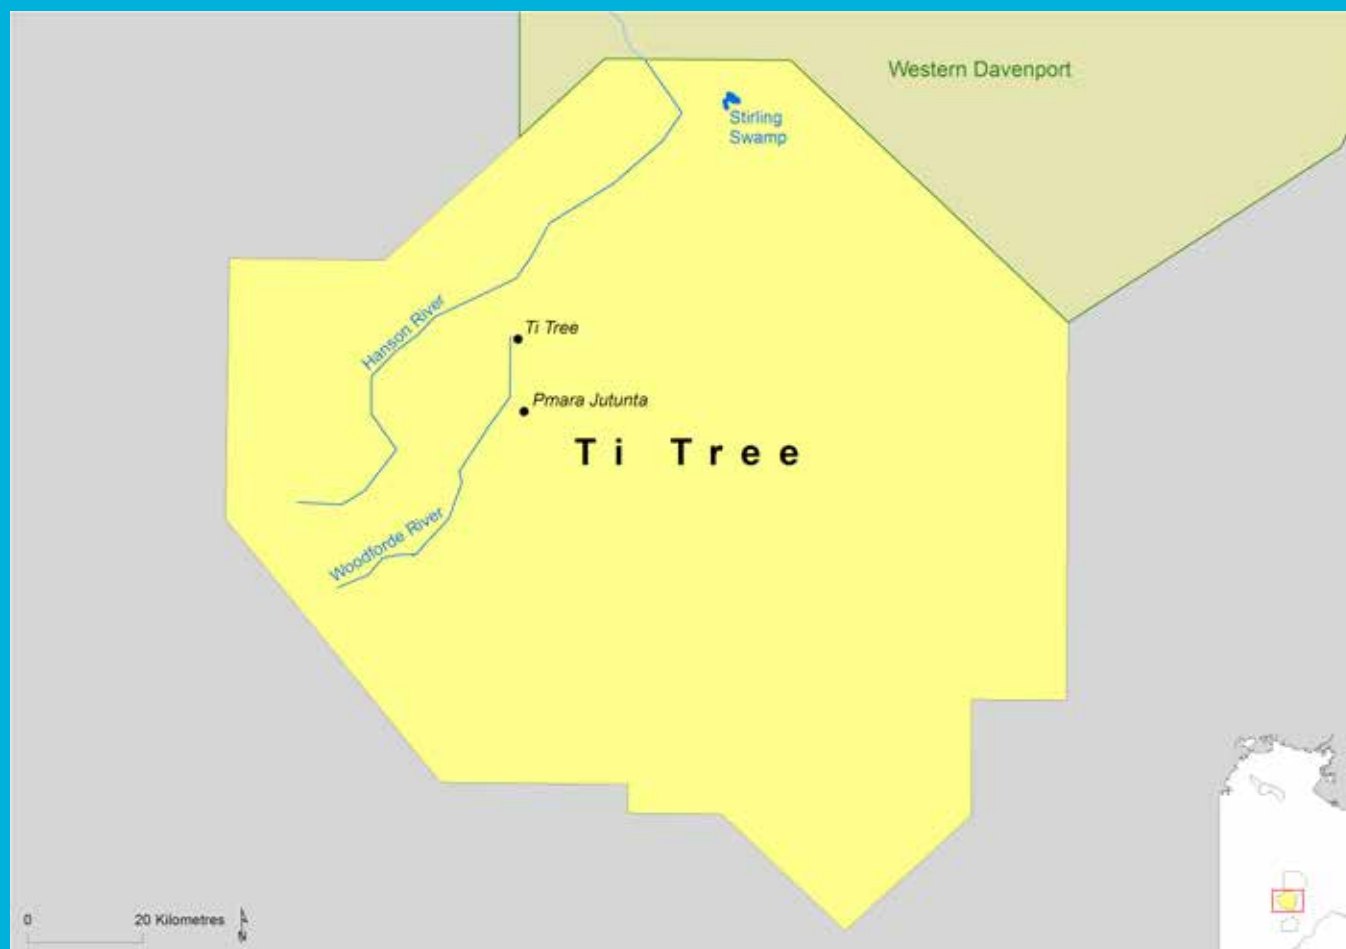 Western Davenport
Stirling
Swamp
Hanson River
Ti Tree
Pmara Jutunta
Ti Tree
Woodforde River
0 20 Kilometres
N